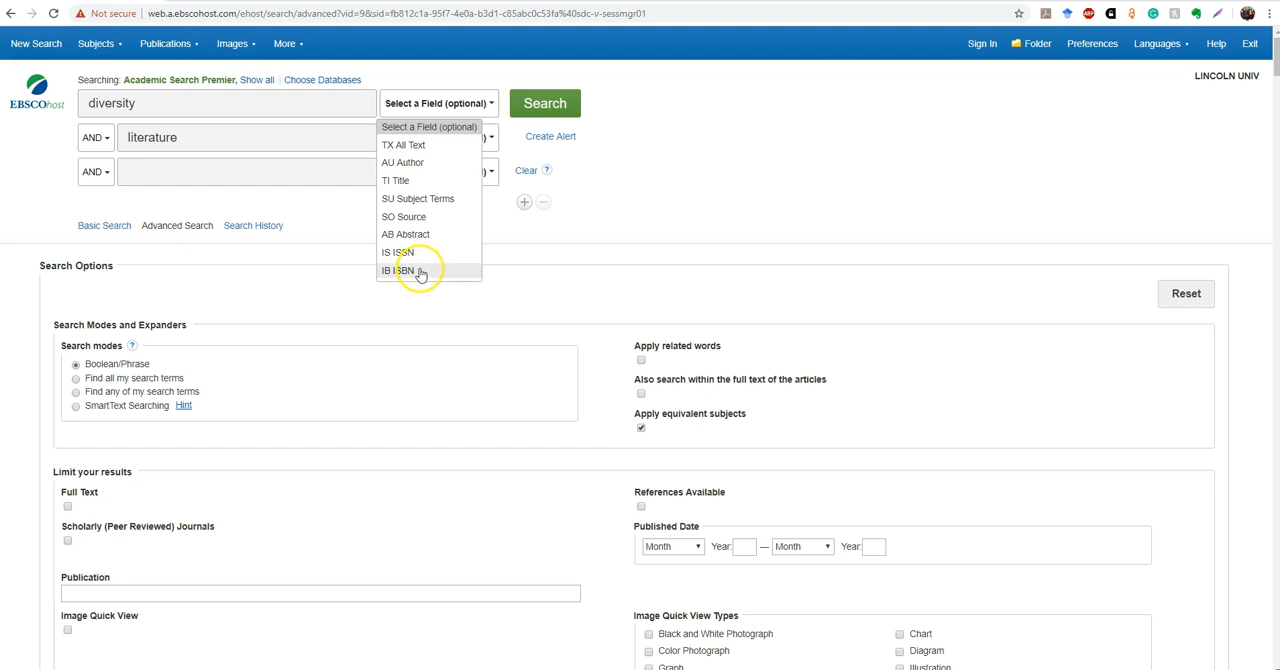 Not secure | web.a.ebscohost.com/ehost/search/advanced?vid=9&sid=fb812c1a-95f7-4e0a-b3d1-c85abc0c53fa%40sdc-v-sessmgr01
New Search Subjects Publications Images More Sign In Folder Preferences Languages Help Exit
Searching: Academic Search Premier, Show all | Choose Databases LINCOLN UNIV
EBSCOhost
diversity Select a Field (optional) Search
Select a Field (optional)
AND literature Create Alert
TX All Text
AU Author
AND Clear ?
TI Title
SU Subject Terms
SO Source
Basic Search Advanced Search Search History
AB Abstract
IS ISSN
IB ISBN
Search Options
Reset
Search Modes and Expanders
Search modes ?
Boolean/Phrase
Find all my search terms
Find any of my search terms
SmartText Searching Hint
Apply related words
Also search within the full text of the articles
Apply equivalent subjects
Limit your results
Full Text
References Available
Scholarly (Peer Reviewed) Journals
Published Date
Month Year: — Month Year:
Publication
Image Quick View
Image Quick View Types
Black and White Photograph
Chart
Color Photograph
Diagram
Graph
Illustration